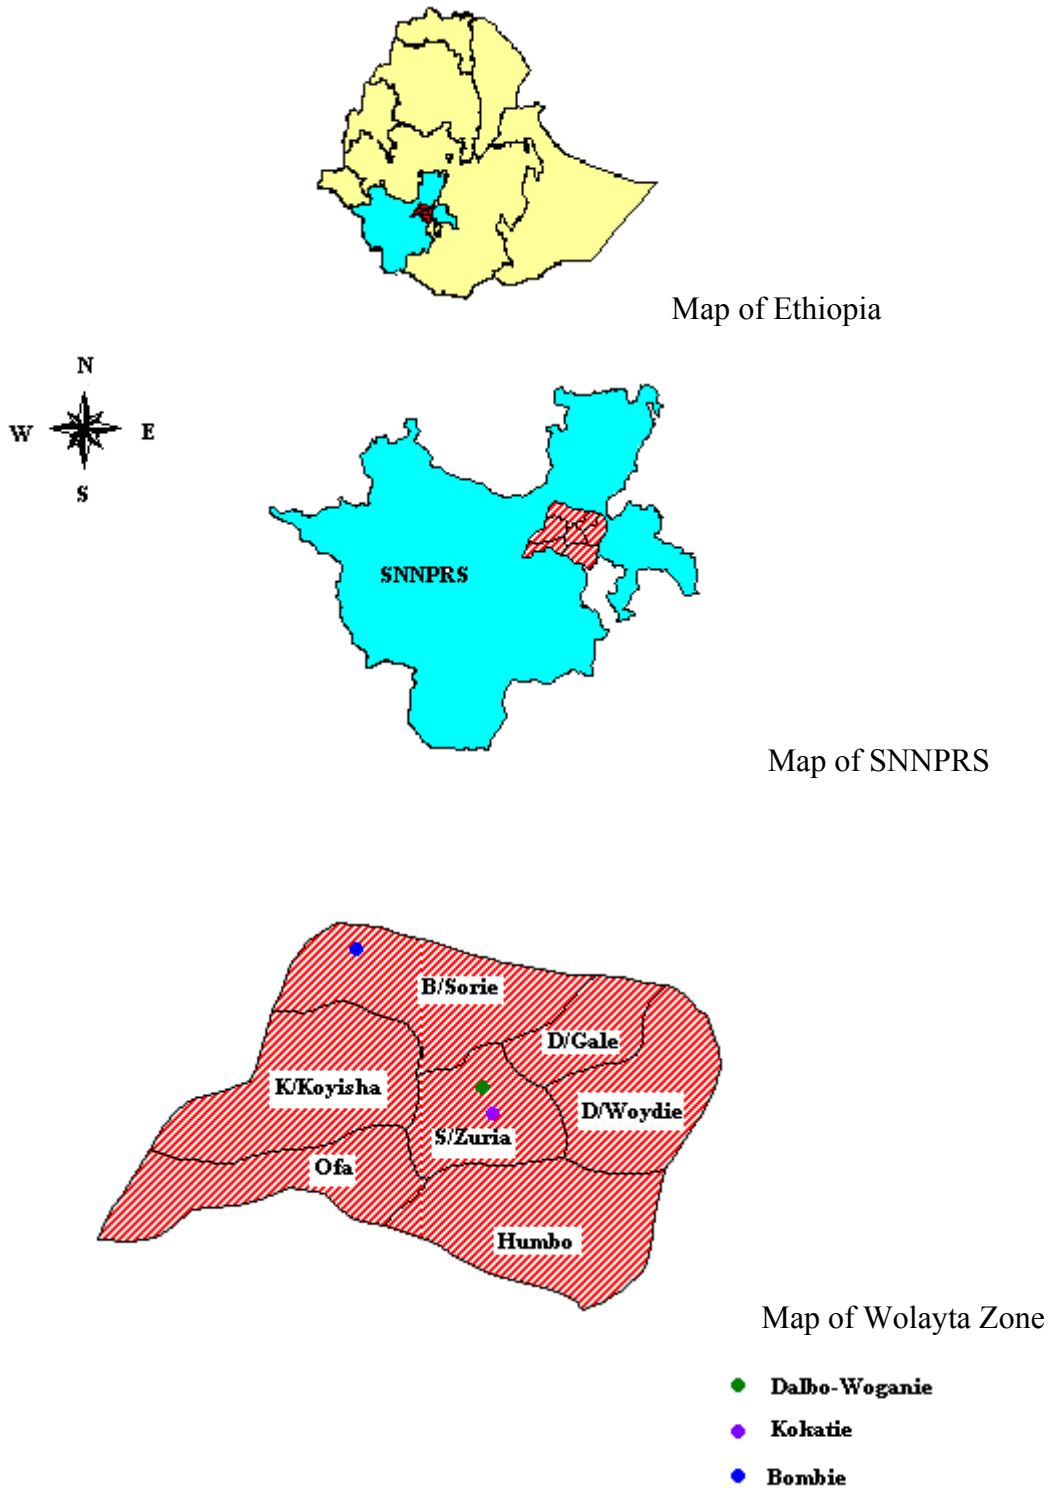 Map of Ethiopia
N
W
E
S
SNNPRS
Map of SNNPRS
B/Sorie
D/Gale
K/Koyisha
D/Woydie
S/Zuria
Ofa
Humbo
Map of Wolayta Zone
Dalbo-Woganie
Kokatie
Bombie